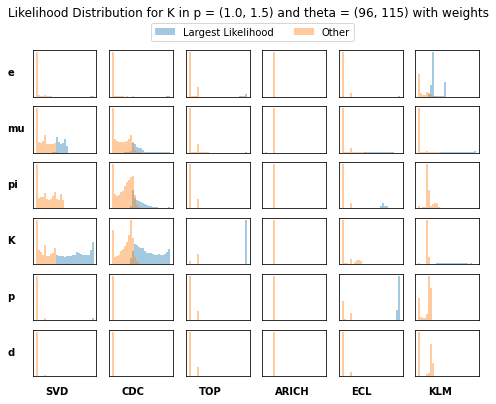 Likelihood Distribution for K in p = (1.0, 1.5) and theta = (96, 115) with weights
Largest Likelihood Other
e
mu
pi
K
p
d
SVD CDC TOP ARICH ECL KLM